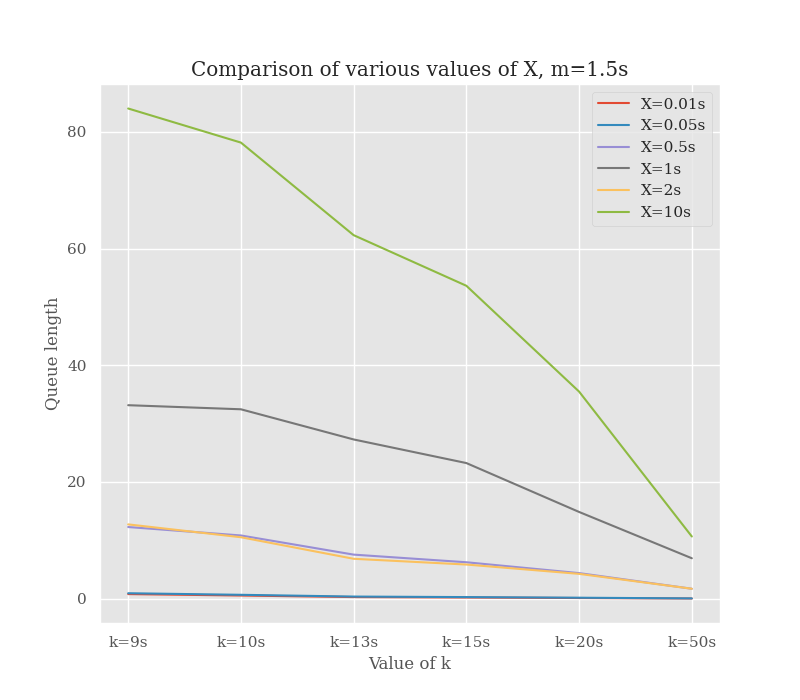 Comparison of various values of X, m=1.5s
X=0.01s
X=0.05s
X=0.5s
X=1s
X=2s
X=10s
80
60
40
20
0
Queue length
k=9s k=10s k=13s k=15s k=20s k=50s
Value of k